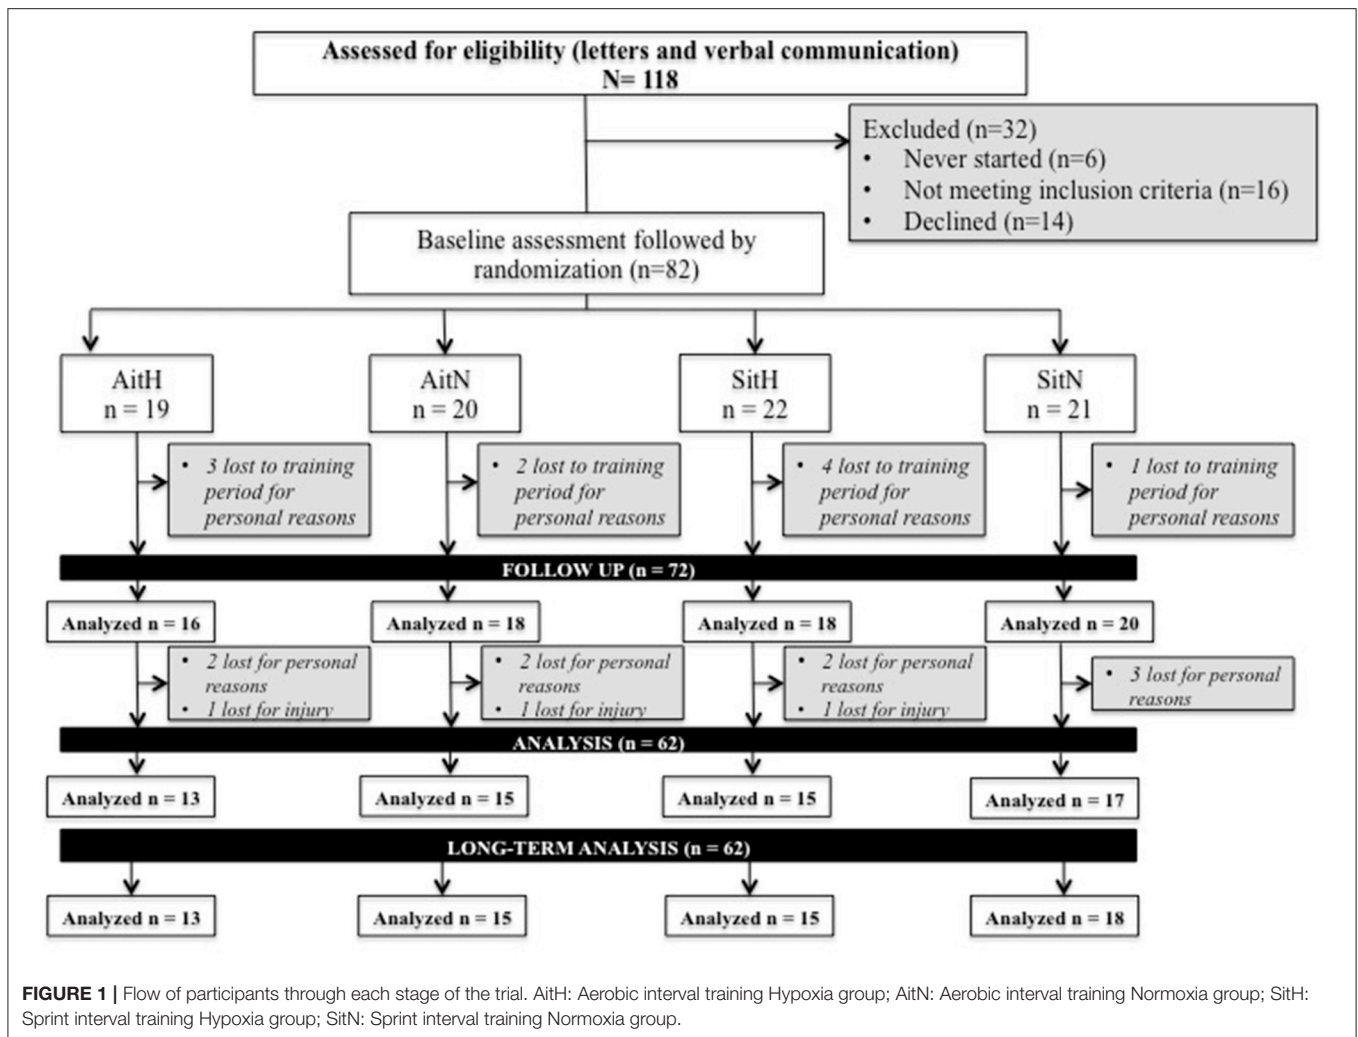 Assessed for eligibility (letters and verbal communication)
N= 118
Excluded (n=32)
• Never started (n=6)
• Not meeting inclusion criteria (n=16)
• Declined (n=14)
Baseline assessment followed by
randomization (n=82)
AitH
n = 19
AitN
n = 20
SitH
n = 22
SitN
n = 21
• 3 lost to training
period for
personal reasons
• 2 lost to training
period for
personal reasons
• 4 lost to training
period for
personal reasons
• 1 lost to training
period for
personal reasons
FOLLOW UP (n = 72)
Analyzed n = 16
Analyzed n = 18
Analyzed n = 18
Analyzed n = 20
• 2 lost for personal
reasons
• 1 lost for injury
• 2 lost for personal
reasons
• 1 lost for injury
• 2 lost for personal
reasons
• 1 lost for injury
• 3 lost for personal
reasons
ANALYSIS (n = 62)
Analyzed n = 13
Analyzed n = 15
Analyzed n = 15
Analyzed n = 17
LONG-TERM ANALYSIS (n = 62)
Analyzed n = 13
Analyzed n = 15
Analyzed n = 15
Analyzed n = 18
FIGURE 1 | Flow of participants through each stage of the trial. AitH: Aerobic interval training Hypoxia group; AitN: Aerobic interval training Normoxia group; SitH:
Sprint interval training Hypoxia group; SitN: Sprint interval training Normoxia group.